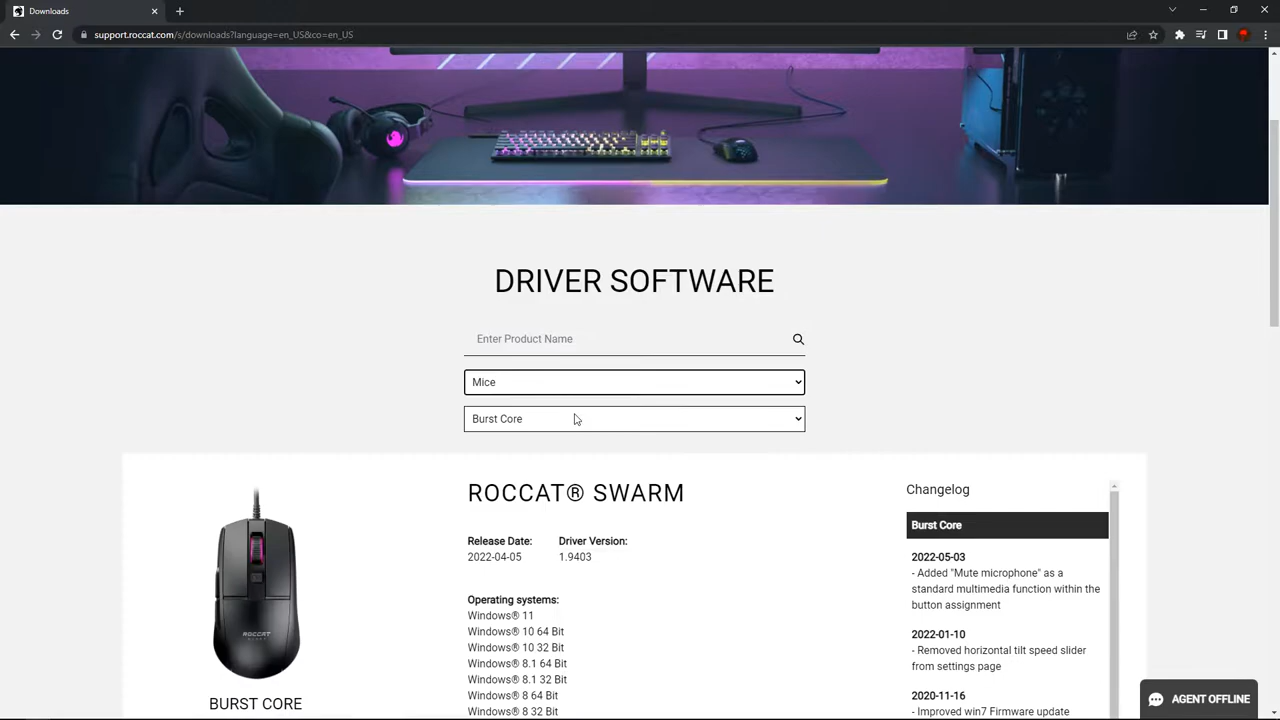 Downloads
support.roccat.com/s/downloads?language=en_US&co=en_US
DRIVER SOFTWARE
Enter Product Name
Mice
Burst Core
ROCCAT
BURST CORE
ROCCAT® SWARM
Release Date:
Driver Version:
2022-04-05
1.9403
Operating systems:
Windows® 11
Windows® 10 64 Bit
Windows® 10 32 Bit
Windows® 8.1 64 Bit
Windows® 8.1 32 Bit
Windows® 8 64 Bit
Windows® 8 32 Bit
Changelog
Burst Core
2022-05-03
- Added "Mute microphone" as a
standard multimedia function within the
button assignment
2022-01-10
- Removed horizontal tilt speed slider
from settings page
2020-11-16
- Improved win7 Firmware update
AGENT OFFLINE